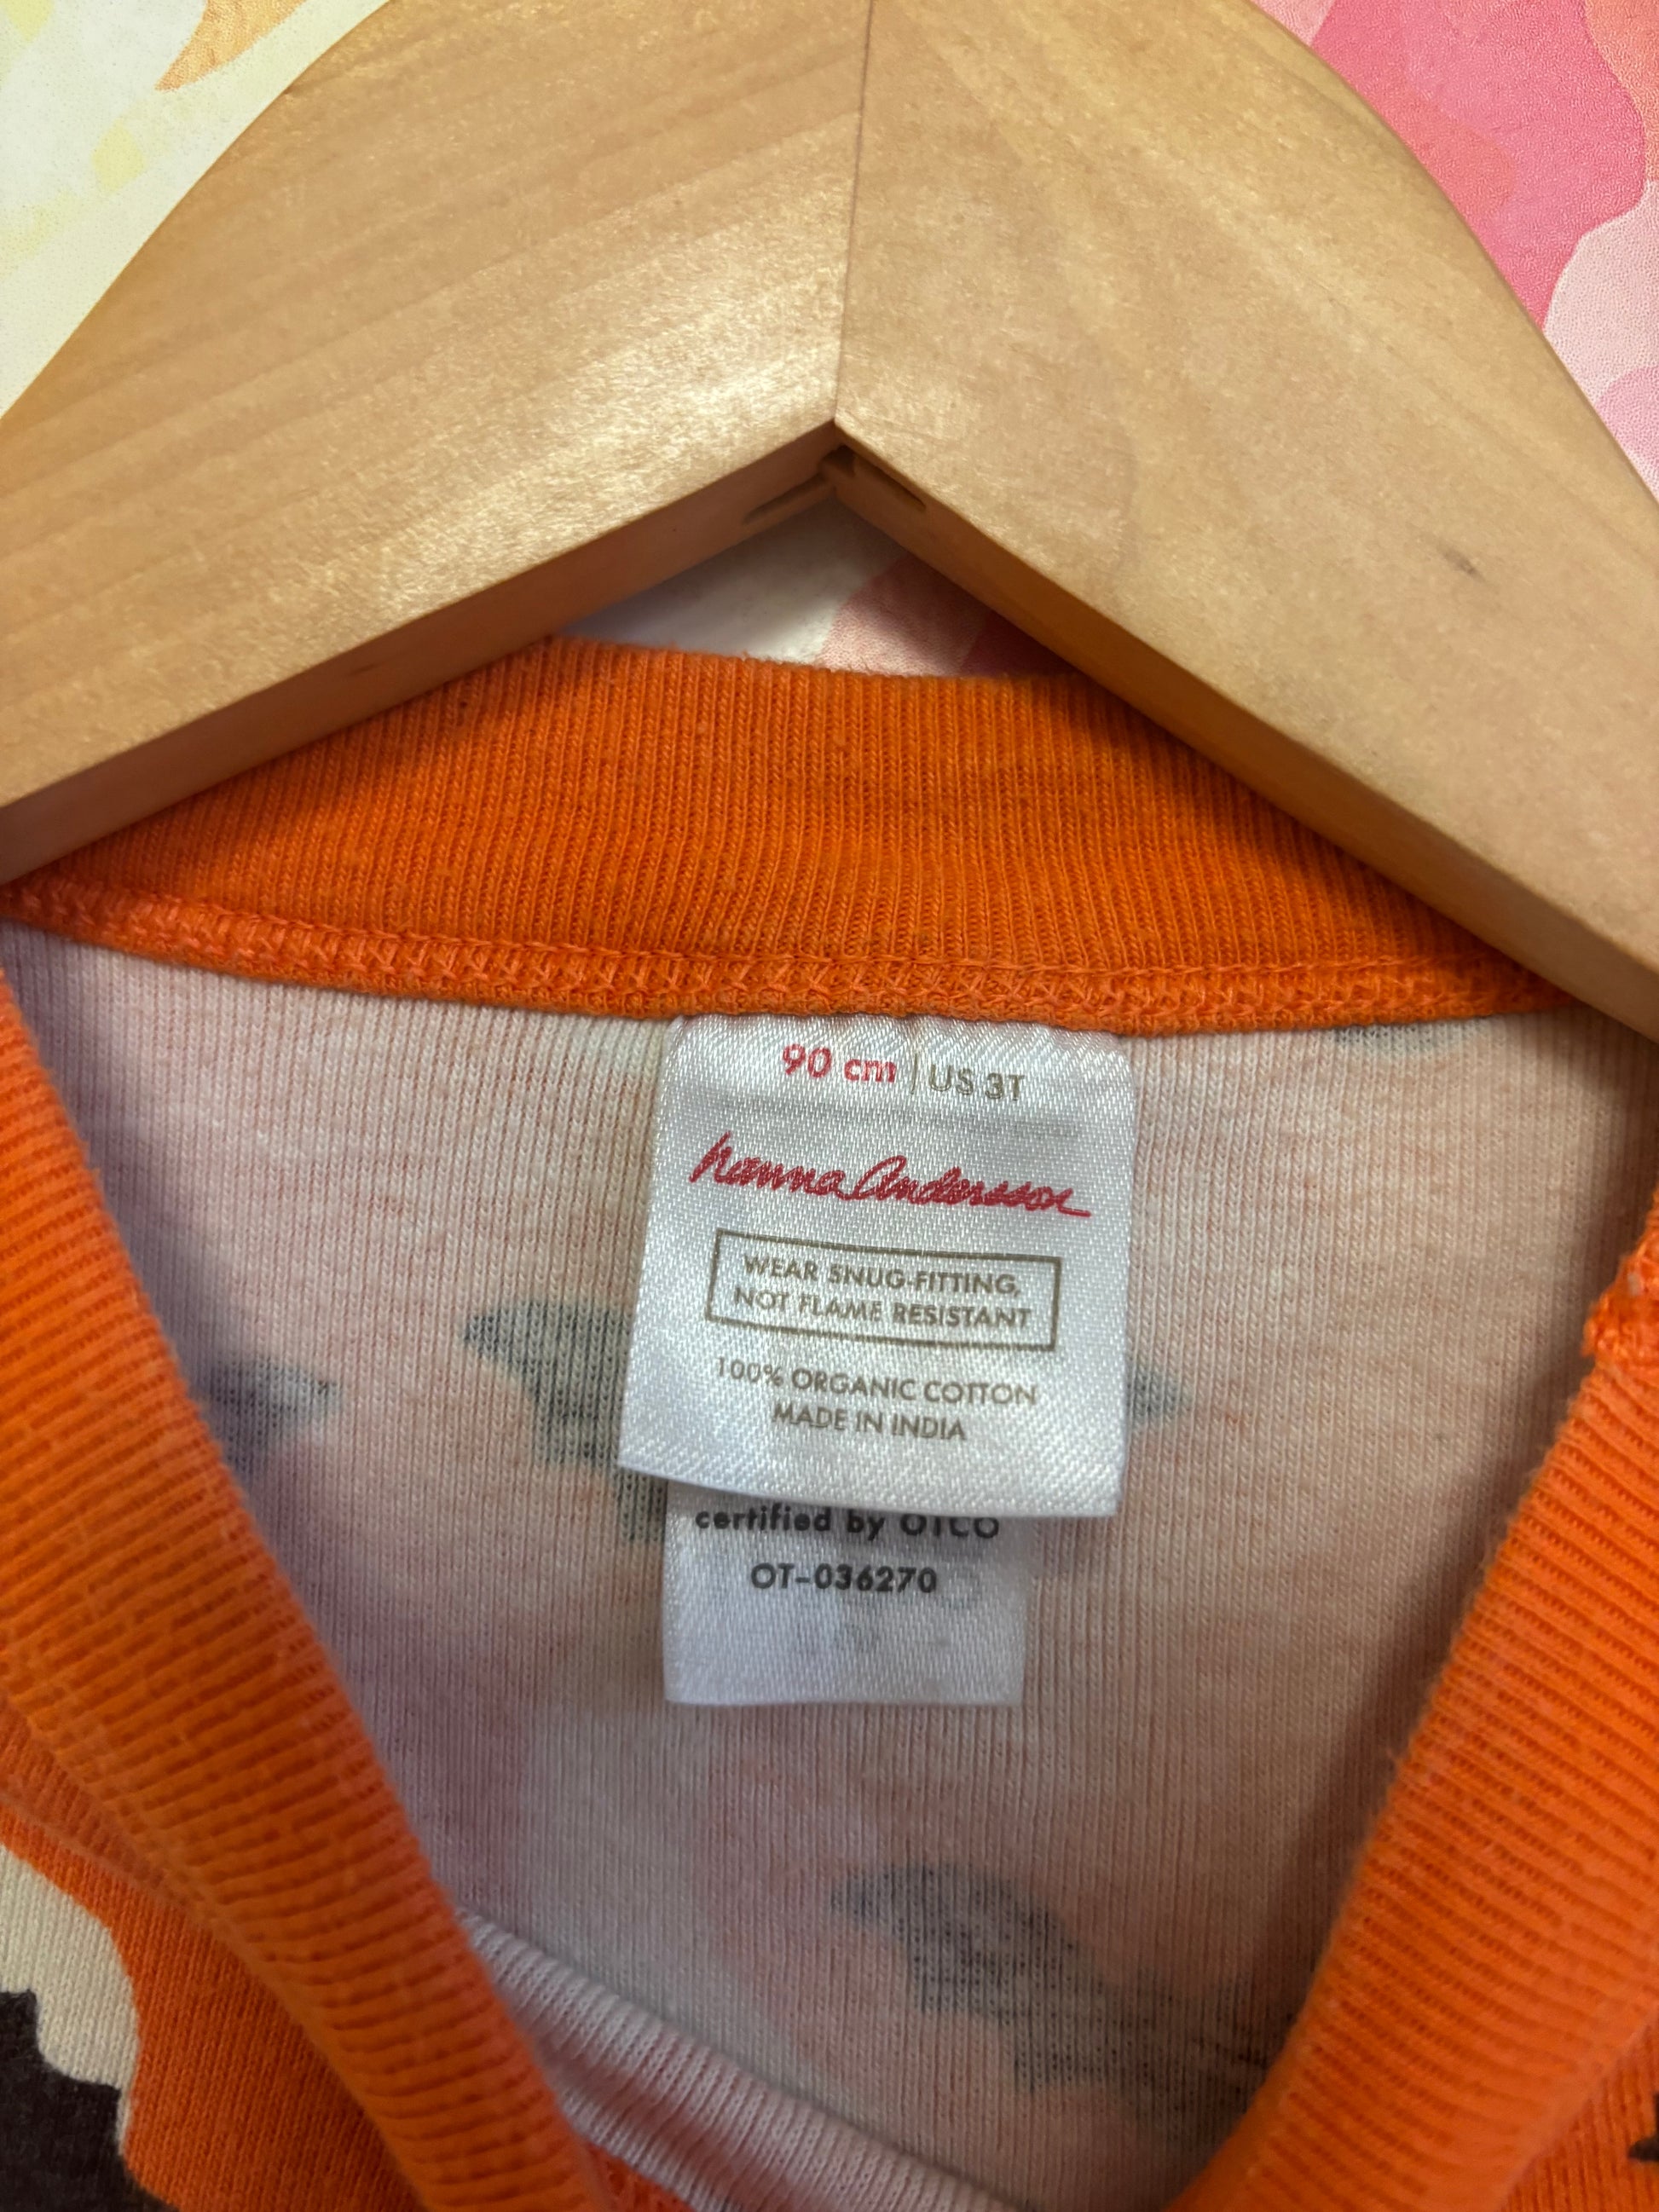 90 cm | US 3T
hanna Andersson
WEAR SNUG-FITTING,
NOT FLAME RESISTANT
100% ORGANIC COTTON
MADE IN INDIA
certified by OTCO
OT-036270